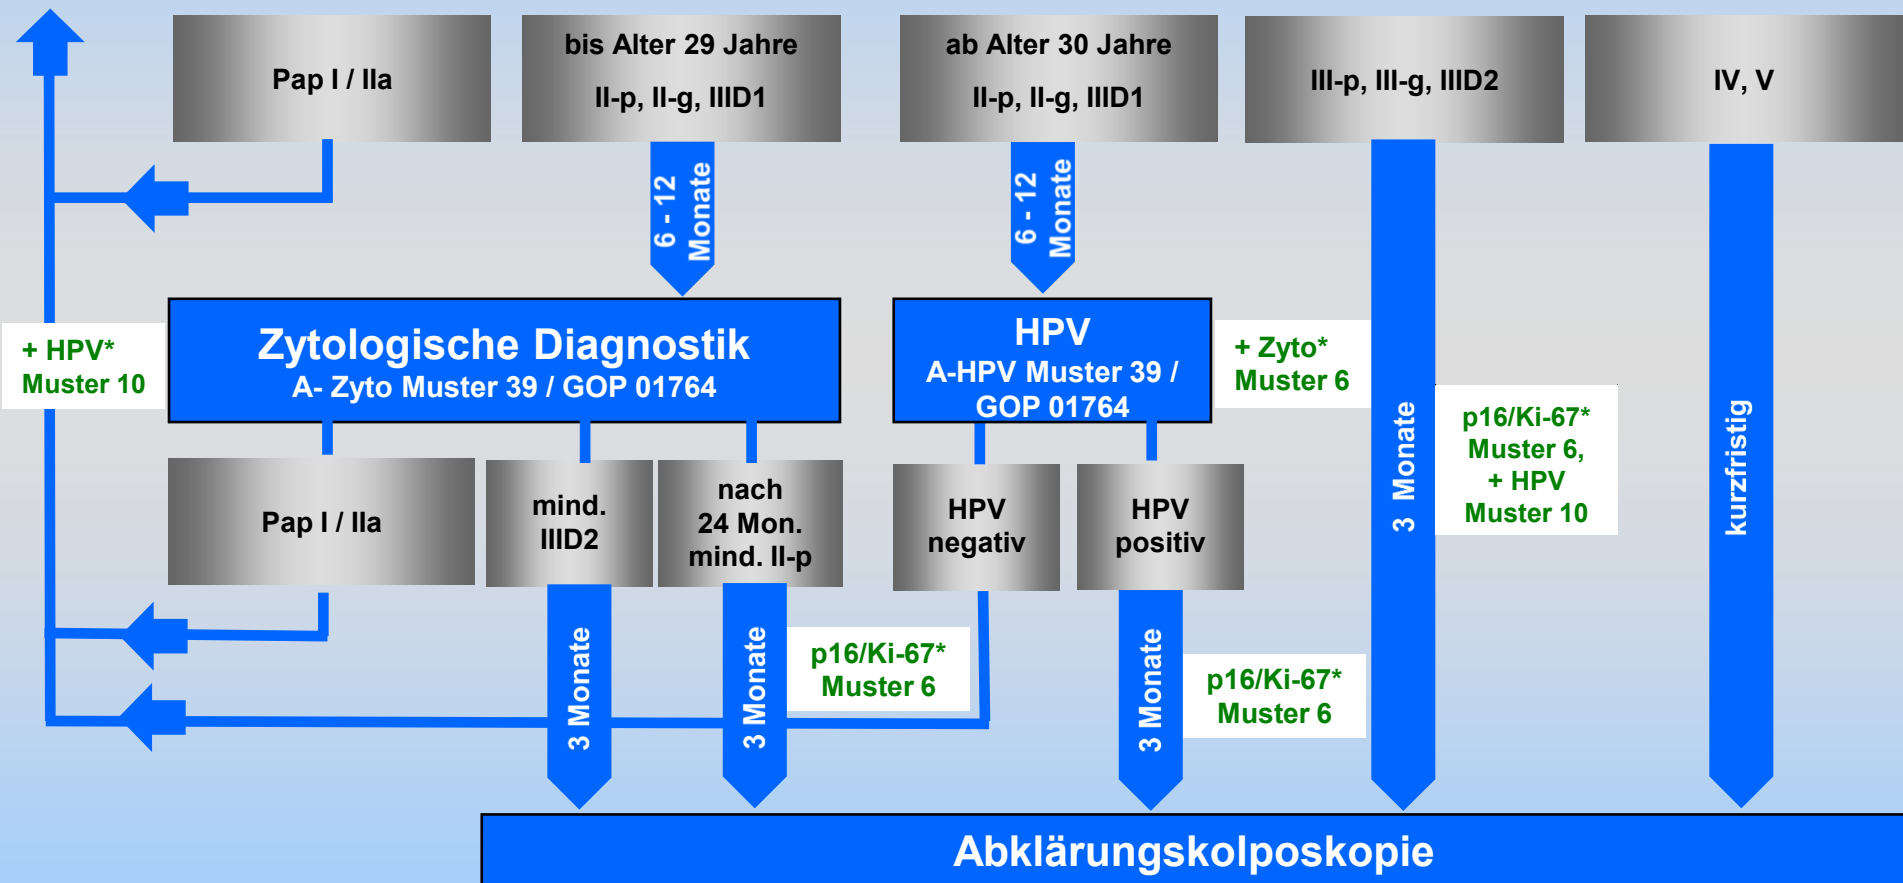 Pap I / IIa
bis Alter 29 Jahre
II-p, II-g, IIID1
ab Alter 30 Jahre
II-p, II-g, IIID1
III-p, III-g, IIID2
IV, V
6 - 12
Monate
6 - 12
Monate
+ HPV*
Muster 10
Zytologische Diagnostik
A- Zyto Muster 39 / GOP 01764
HPV
A-HPV Muster 39 /
GOP 01764
+ Zyto*
Muster 6
3 Monate
p16/Ki-67*
Muster 6,
+ HPV
Muster 10
kurzfristig
Pap I / IIa
mind.
IIID2
nach
24 Mon.
mind. II-p
HPV
negativ
HPV
positiv
3 Monate
3 Monate
p16/Ki-67*
Muster 6
3 Monate
p16/Ki-67*
Muster 6
Abklärungskolposkopie